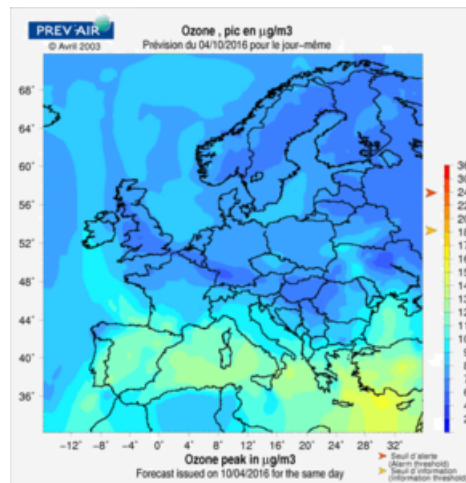 PREV'AIR
© Avril 2003
Ozone , pic en µg/m3
Prévision du 04/10/2016 pour le jour-même
68°
64°
60°
56°
52°
48°
44°
40°
36°
-12° -8° -4° 0° 4° 8° 12° 16° 20° 24° 28° 32°
Ozone peak in µg/m3
Forecast issued on 10/04/2016 for the same day
Seuil d'alerte
(Alarm threshold)
Seuil d'information
(Information threshold)